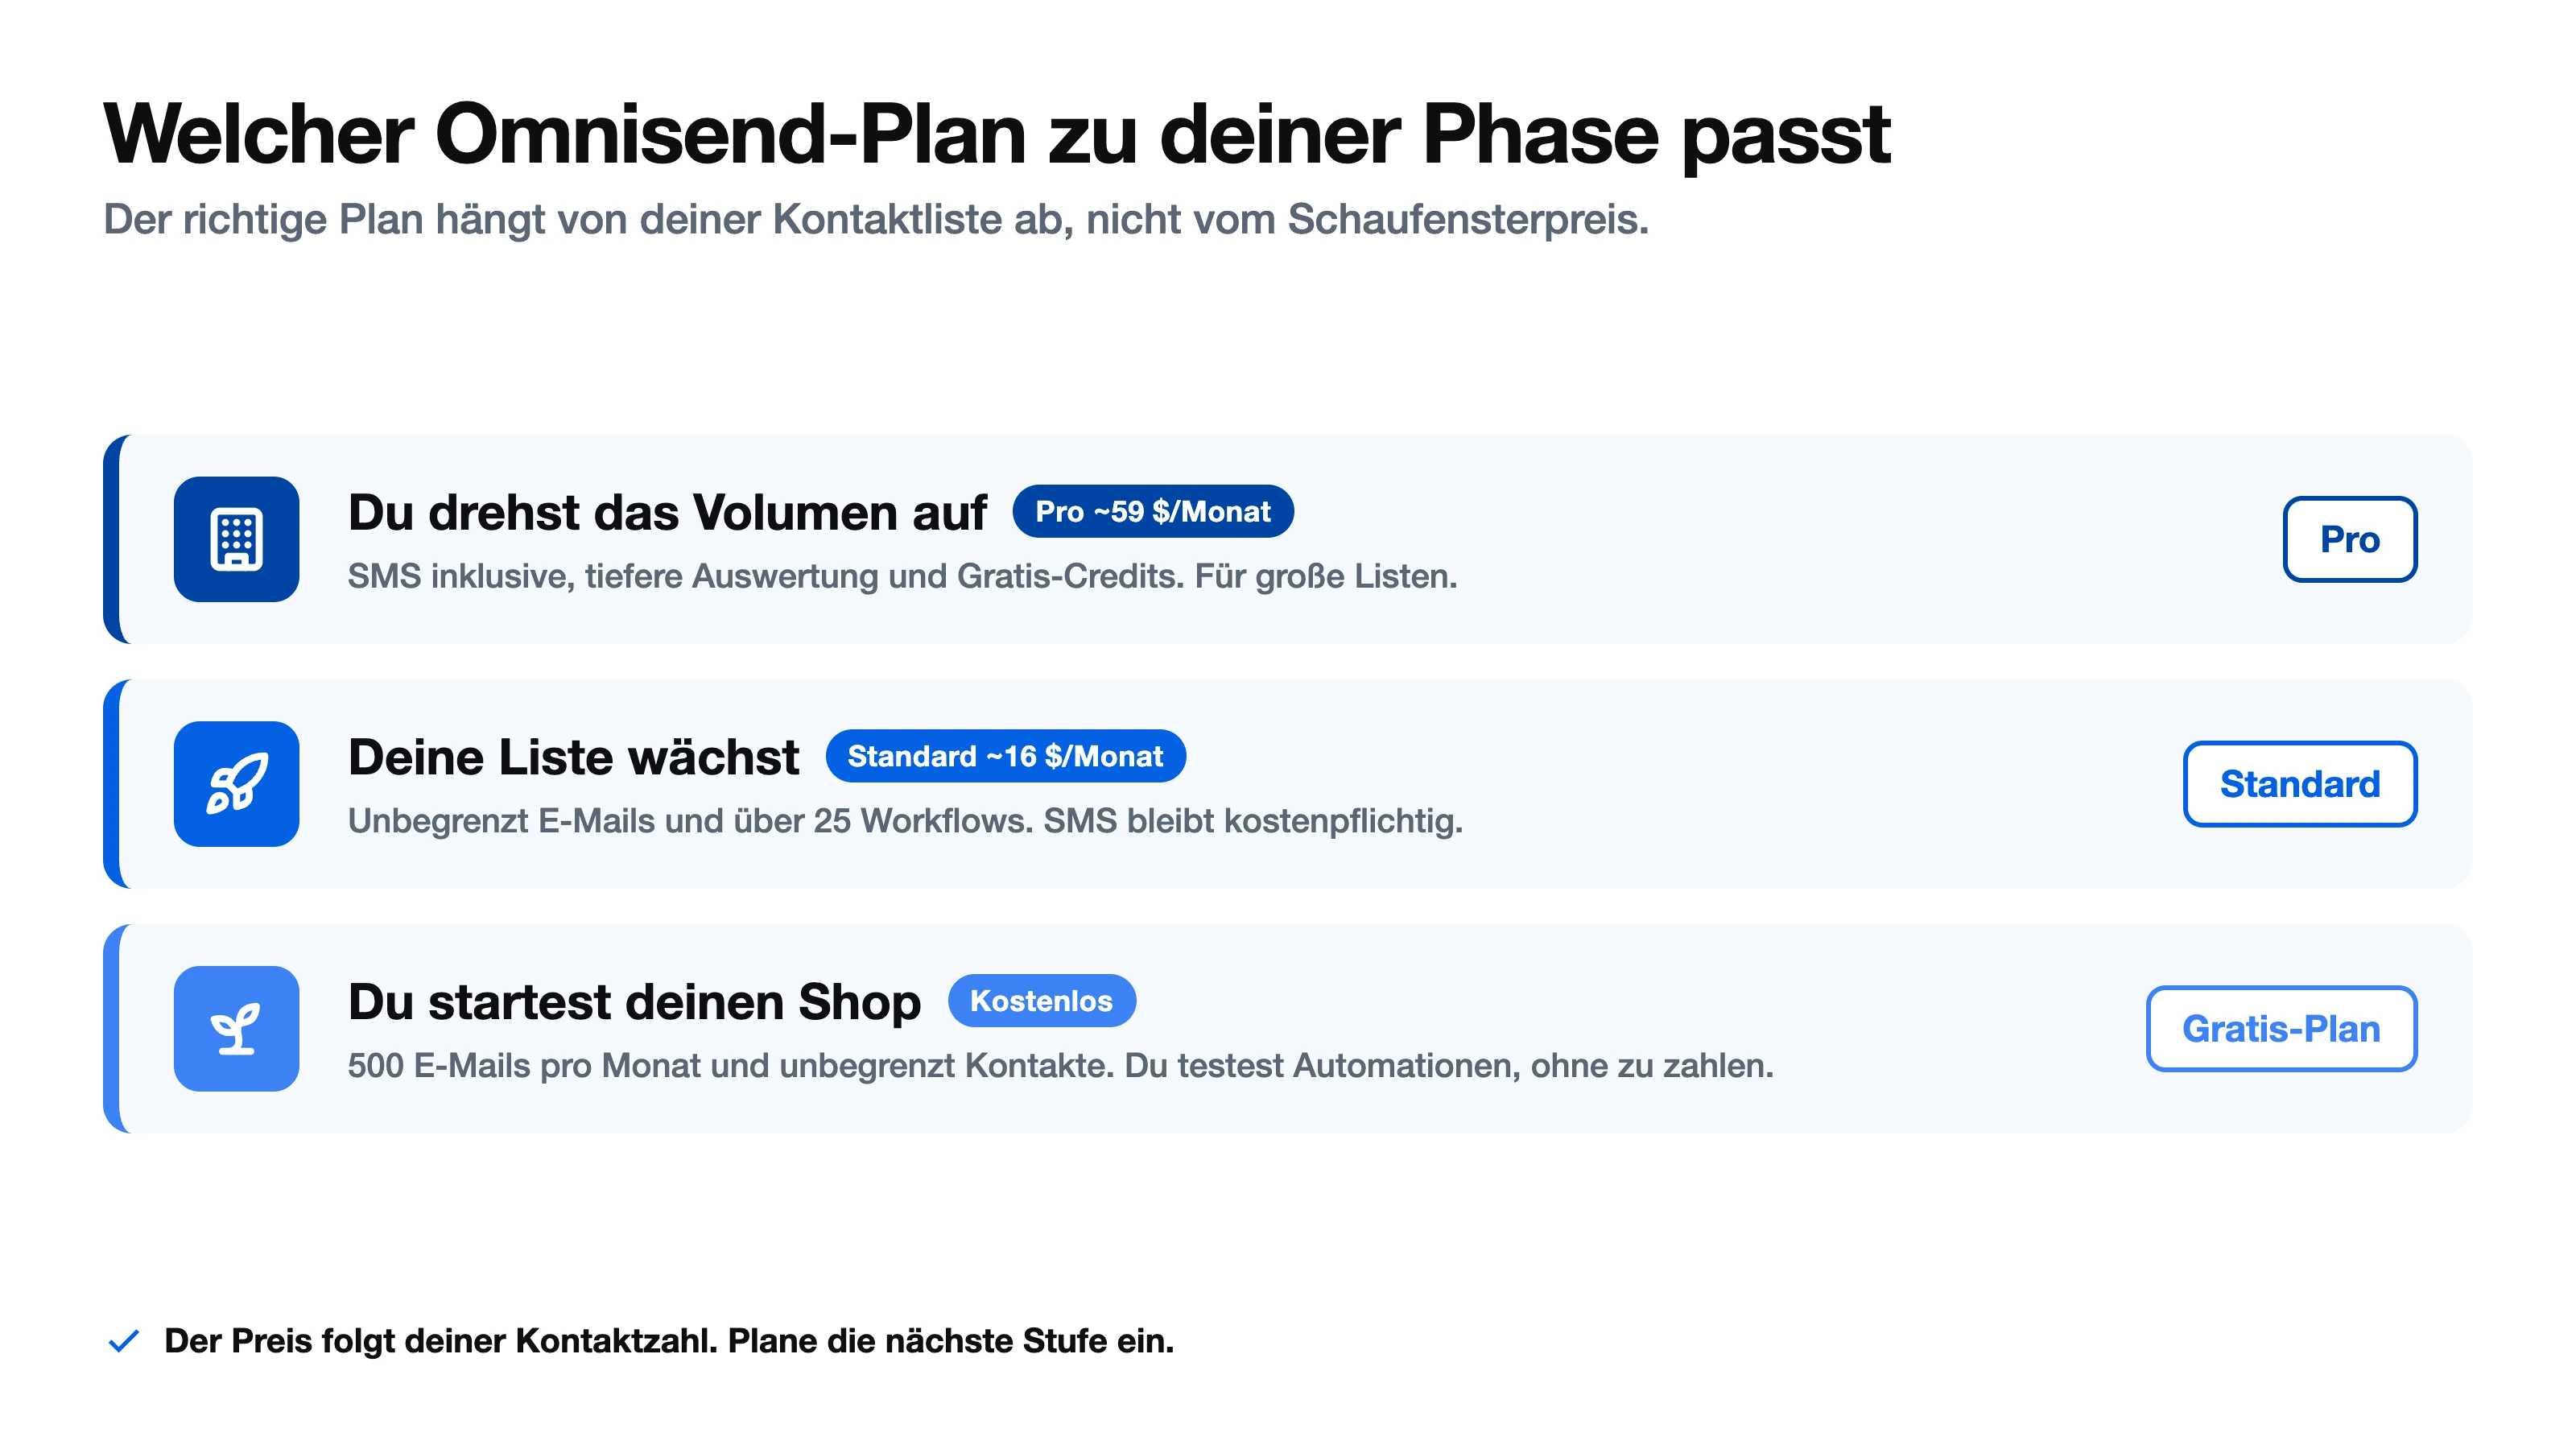 Welcher Omnisend-Plan zu deiner Phase passt
Der richtige Plan hängt von deiner Kontaktliste ab, nicht vom Schaufensterpreis.
Du drehst das Volumen auf
Pro ~59 $/Monat
SMS inklusive, tiefere Auswertung und Gratis-Credits. Für große Listen.
Pro
Deine Liste wächst
Standard ~16 $/Monat
Unbegrenzt E-Mails und über 25 Workflows. SMS bleibt kostenpflichtig.
Standard
Du startest deinen Shop
Kostenlos
500 E-Mails pro Monat und unbegrenzt Kontakte. Du testest Automationen, ohne zu zahlen.
Gratis-Plan
Der Preis folgt deiner Kontaktzahl. Plane die nächste Stufe ein.